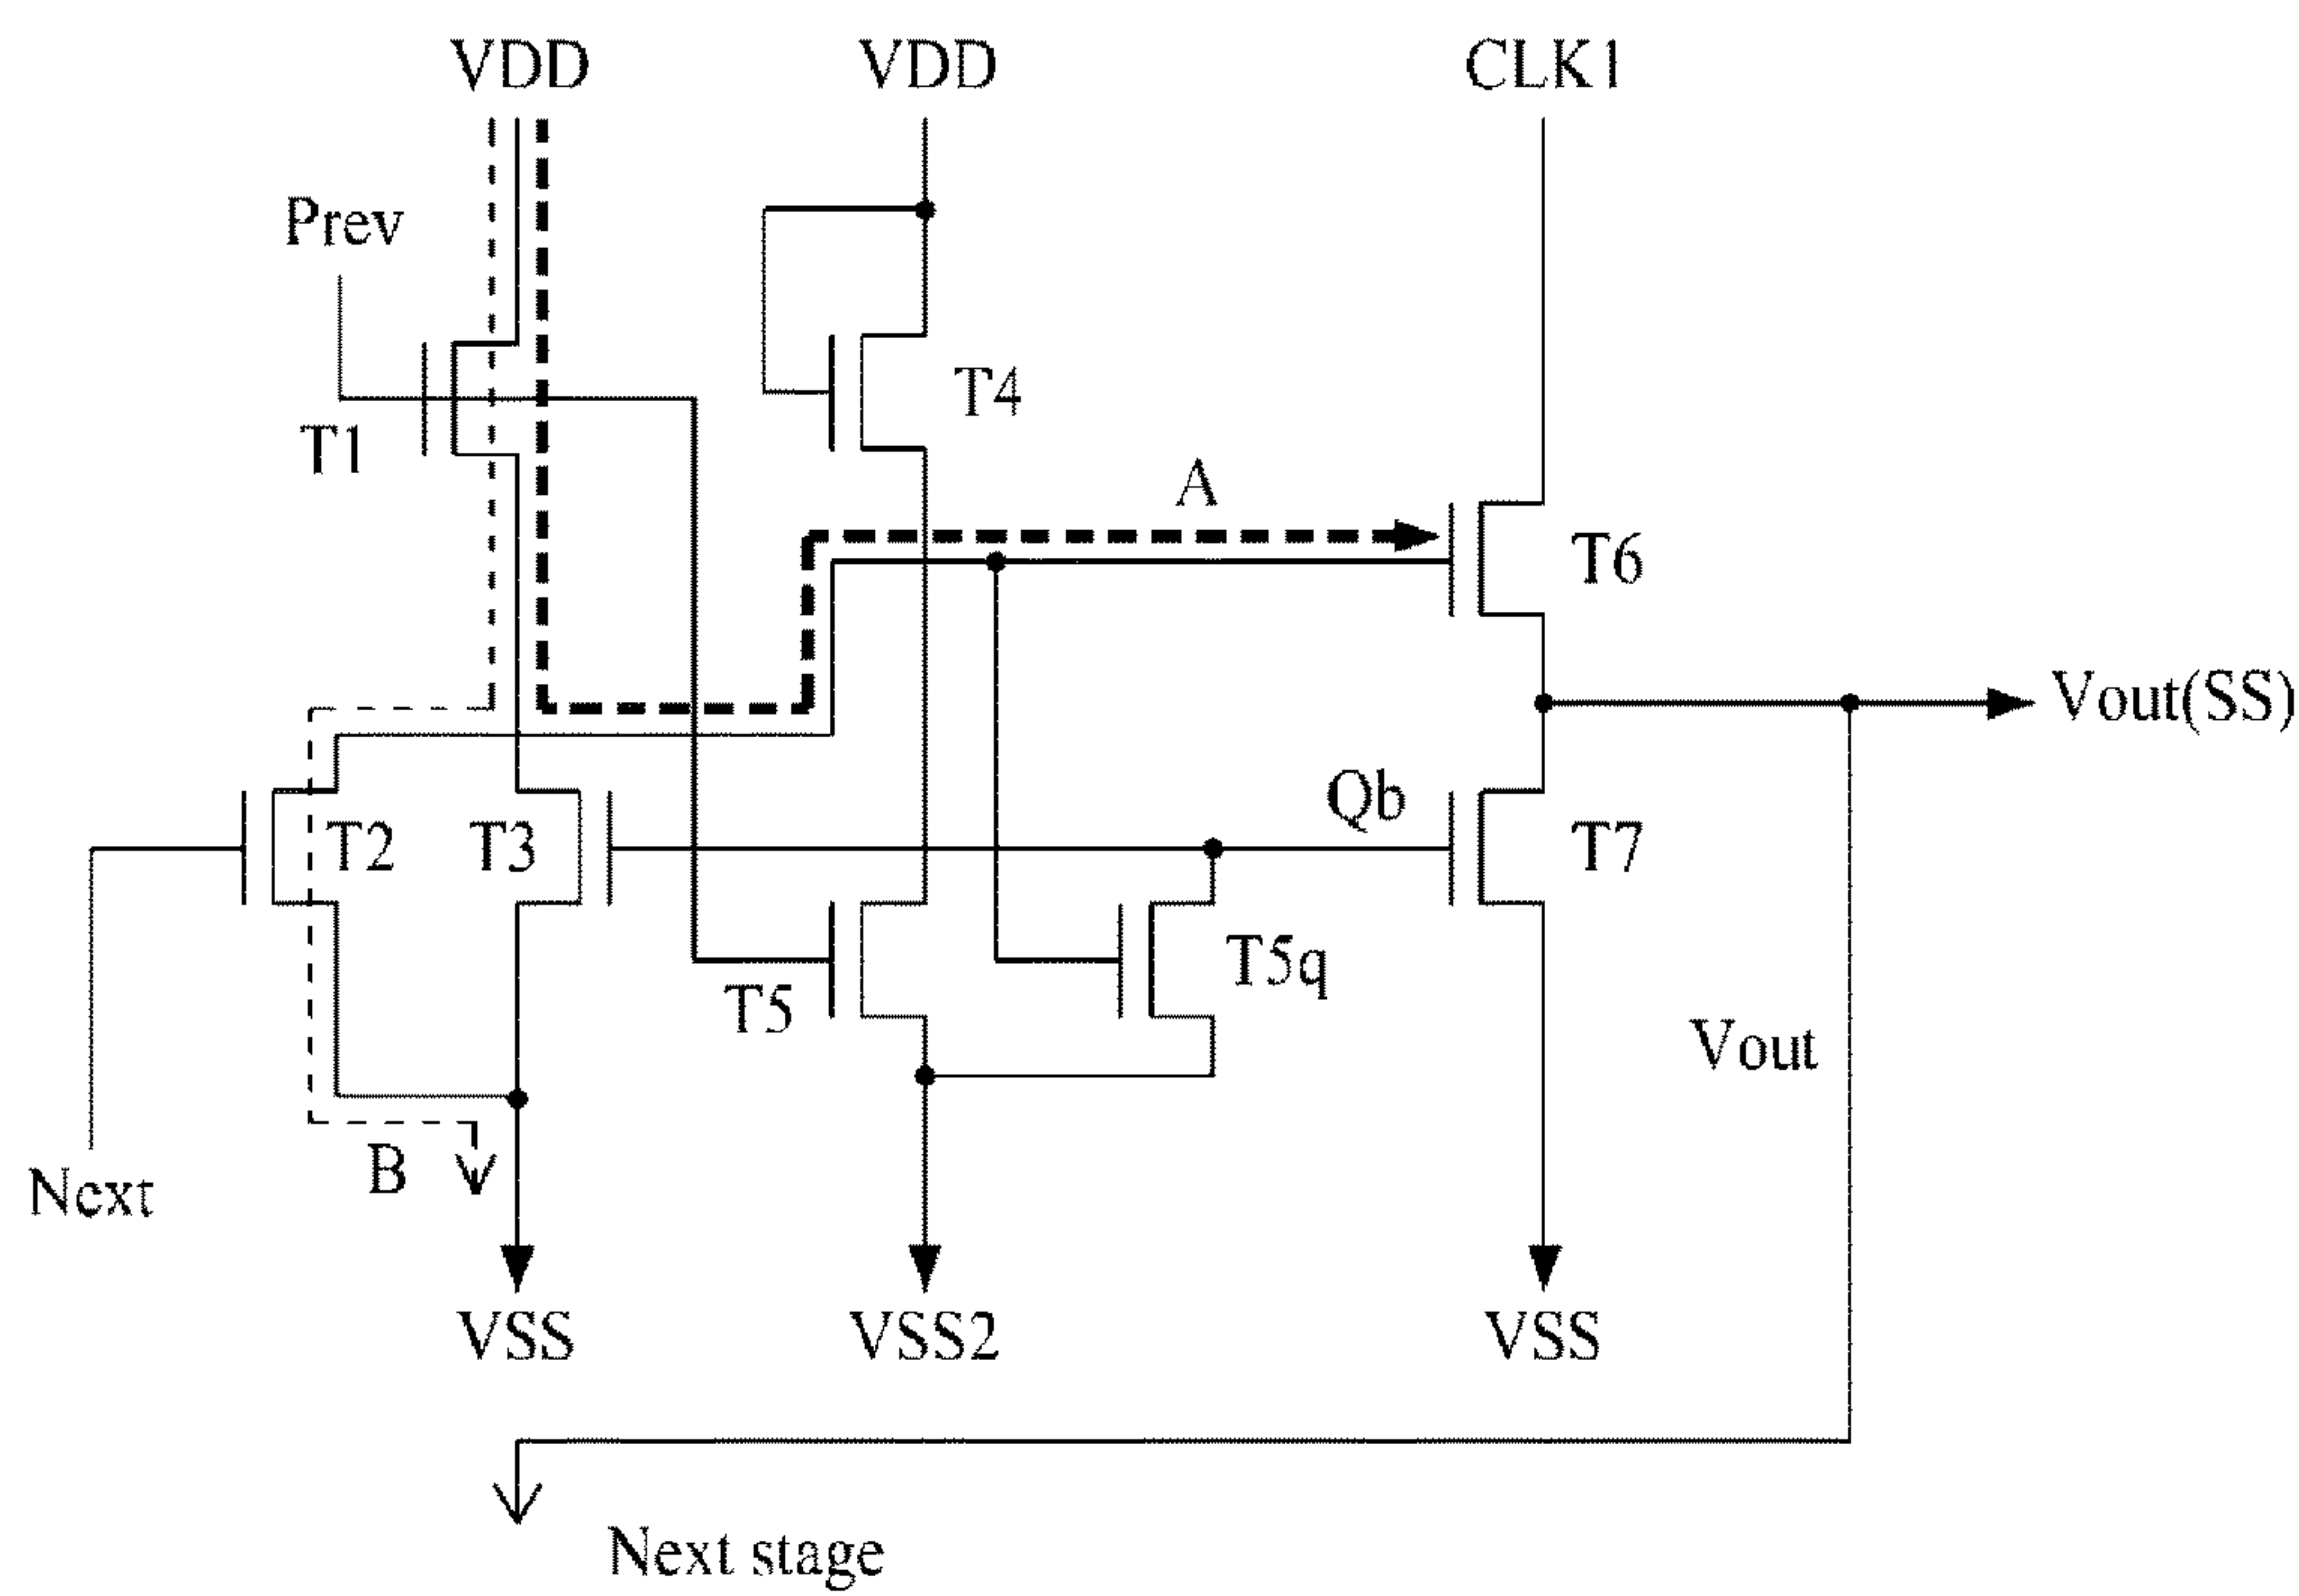 VDD
VDD
CLK1
Prev
T1
T4
A
T6
Vout(SS)
Qb
T2
T3
T7
T5q
T5
Vout
B
Next
VSS
VSS2
VSS
Next stage